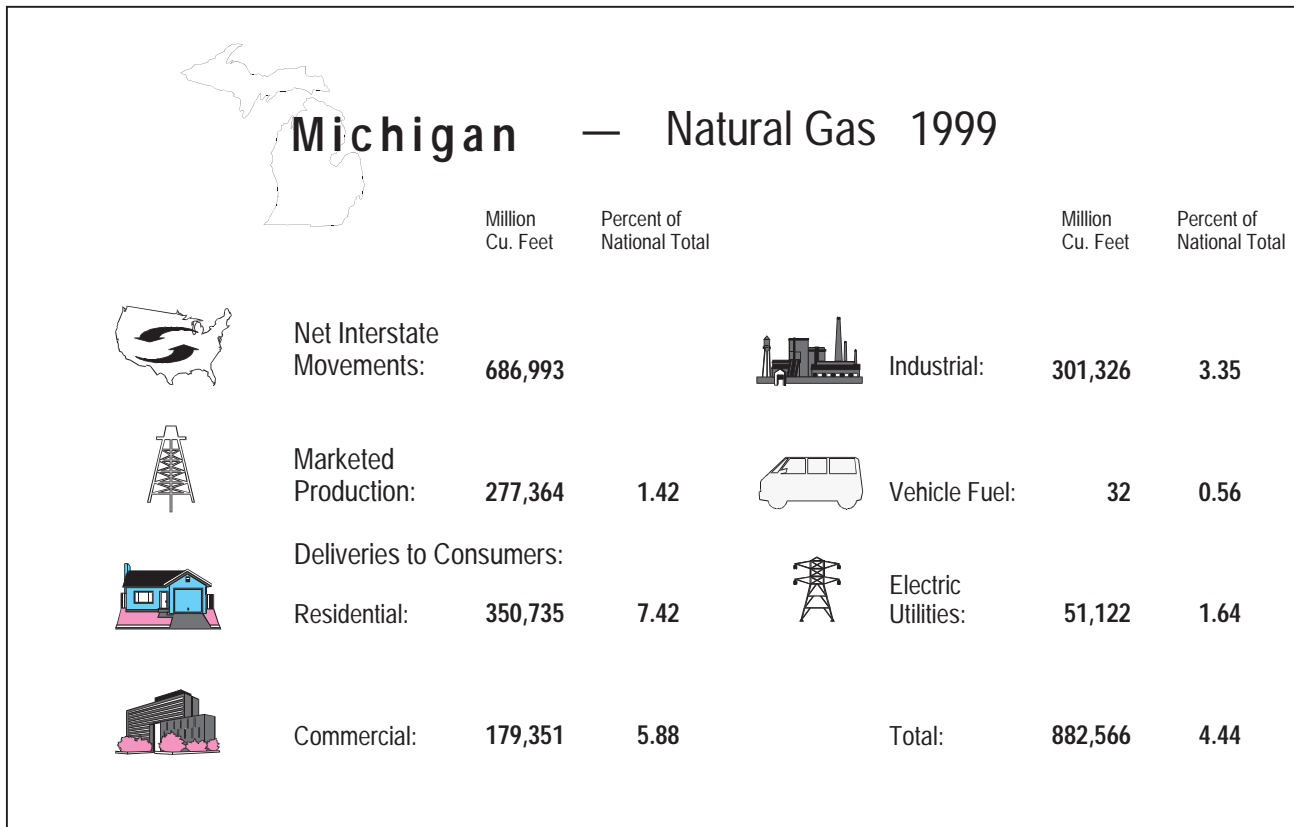 Michigan — Natural Gas 1999
Million Cu. Feet
Percent of National Total
Net Interstate Movements: 686,993
Marketed Production: 277,364 1.42
Deliveries to Consumers:
Residential: 350,735 7.42
Commercial: 179,351 5.88
Million Cu. Feet
Percent of National Total
Industrial: 301,326 3.35
Vehicle Fuel: 32 0.56
Electric Utilities: 51,122 1.64
Total: 882,566 4.44